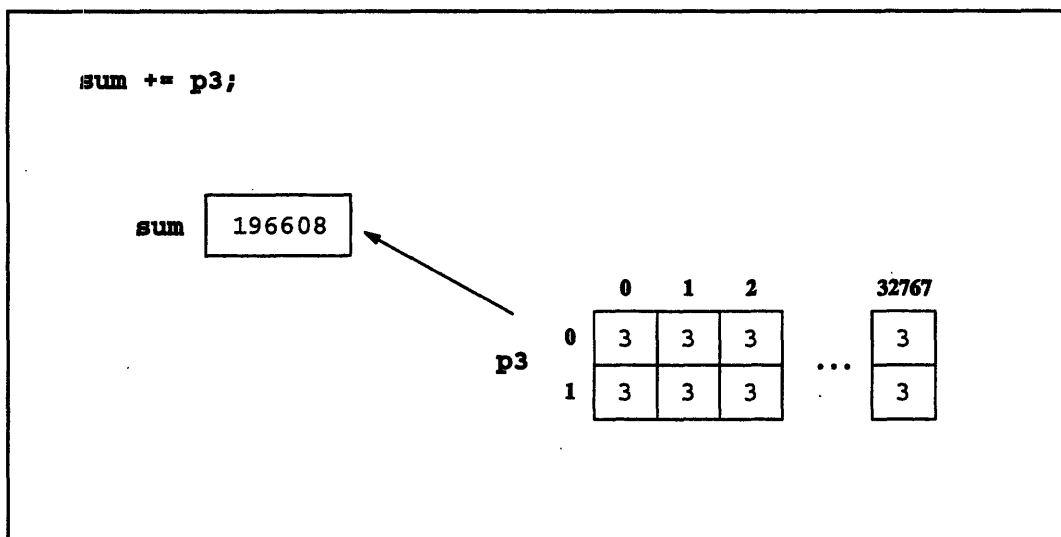 sum += p3;
sum 196608
0 1 2 32767
0 3 3 3 3
p3 ...
1 3 3 3 3